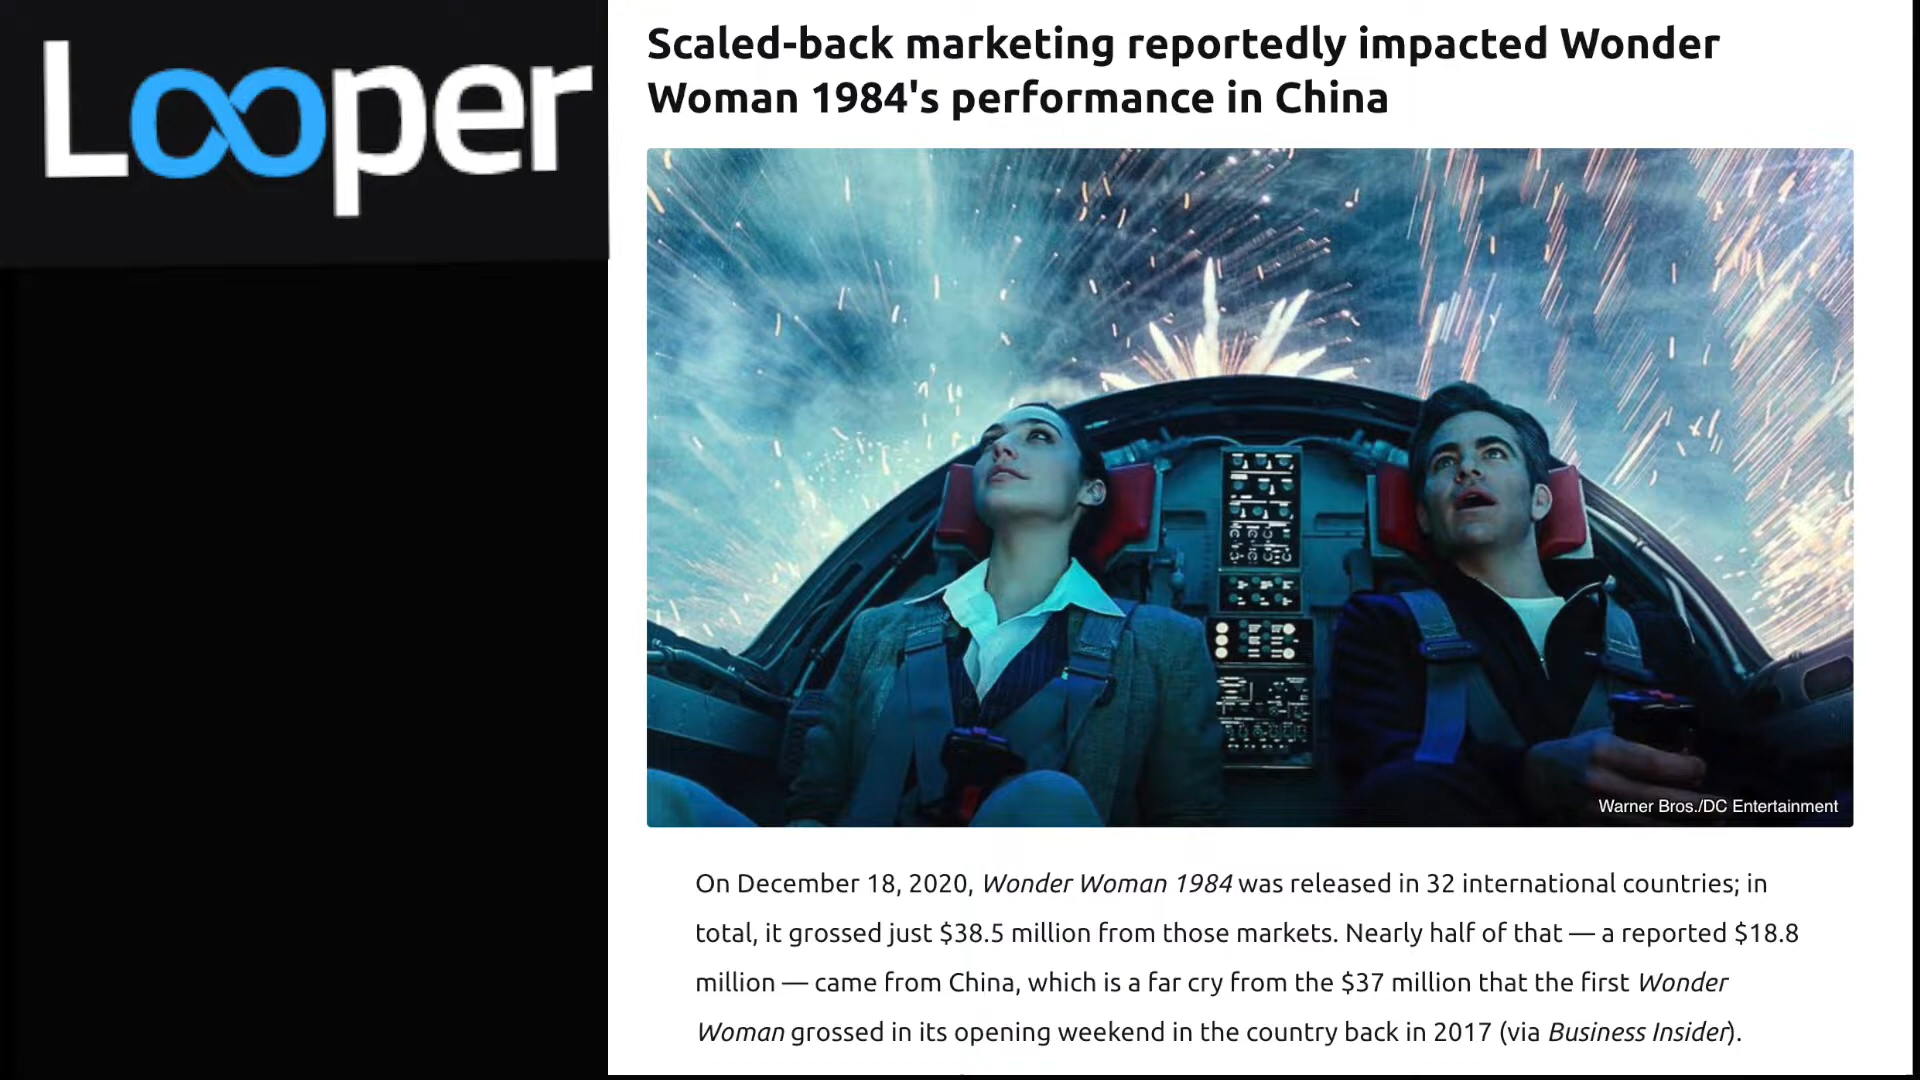 Looper
Scaled-back marketing reportedly impacted Wonder
Woman 1984's performance in China
Warner Bros./DC Entertainment
On December 18, 2020, Wonder Woman 1984 was released in 32 international countries; in
total, it grossed just $38.5 million from those markets. Nearly half of that — a reported $18.8
million — came from China, which is a far cry from the $37 million that the first Wonder
Woman grossed in its opening weekend in the country back in 2017 (via Business Insider).